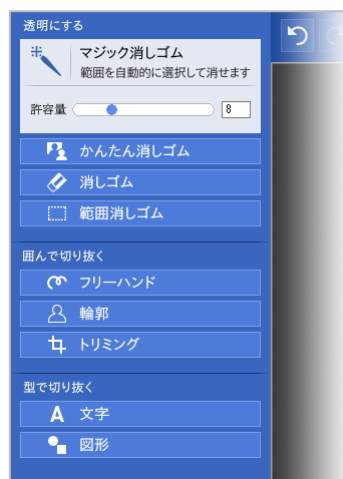 透明にする
マジック消しゴム
範囲を自動的に選択して消せます
許容量 8
かんたん消しゴム
消しゴム
範囲消しゴム
囲んで切り抜く
フリーハンド
輪郭
トリミング
型で切り抜く
A 文字
図形